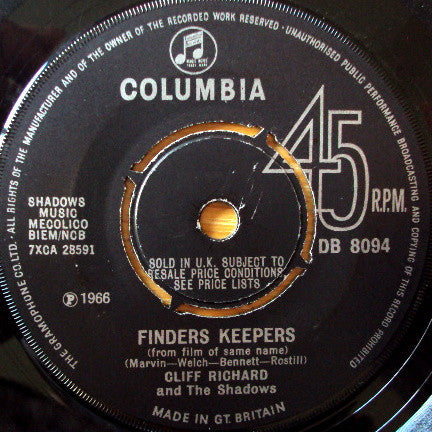 ALL RIGHTS OF THE MANUFACTURER AND OF THE OWNER OF THE RECORDED WORK RESERVED · UNAUTHORISED PUBLIC PERFORMANCE BROADCASTING AND COPYING OF THIS RECORD PROHIBITED
THE GRAMOPHONE CO. LTD.
COLUMBIA
45 R.P.M.
SHADOWS
MUSIC
MECOLICO
BIEM/NCB
7XCA 28591
DB 8094
SOLD IN U.K. SUBJECT TO
RESALE PRICE CONDITIONS,
SEE PRICE LISTS
℗ 1966
FINDERS KEEPERS
(from film of same name)
(Marvin—Welch—Bennett—Rostill)
CLIFF RICHARD
and The Shadows
MADE IN GT. BRITAIN